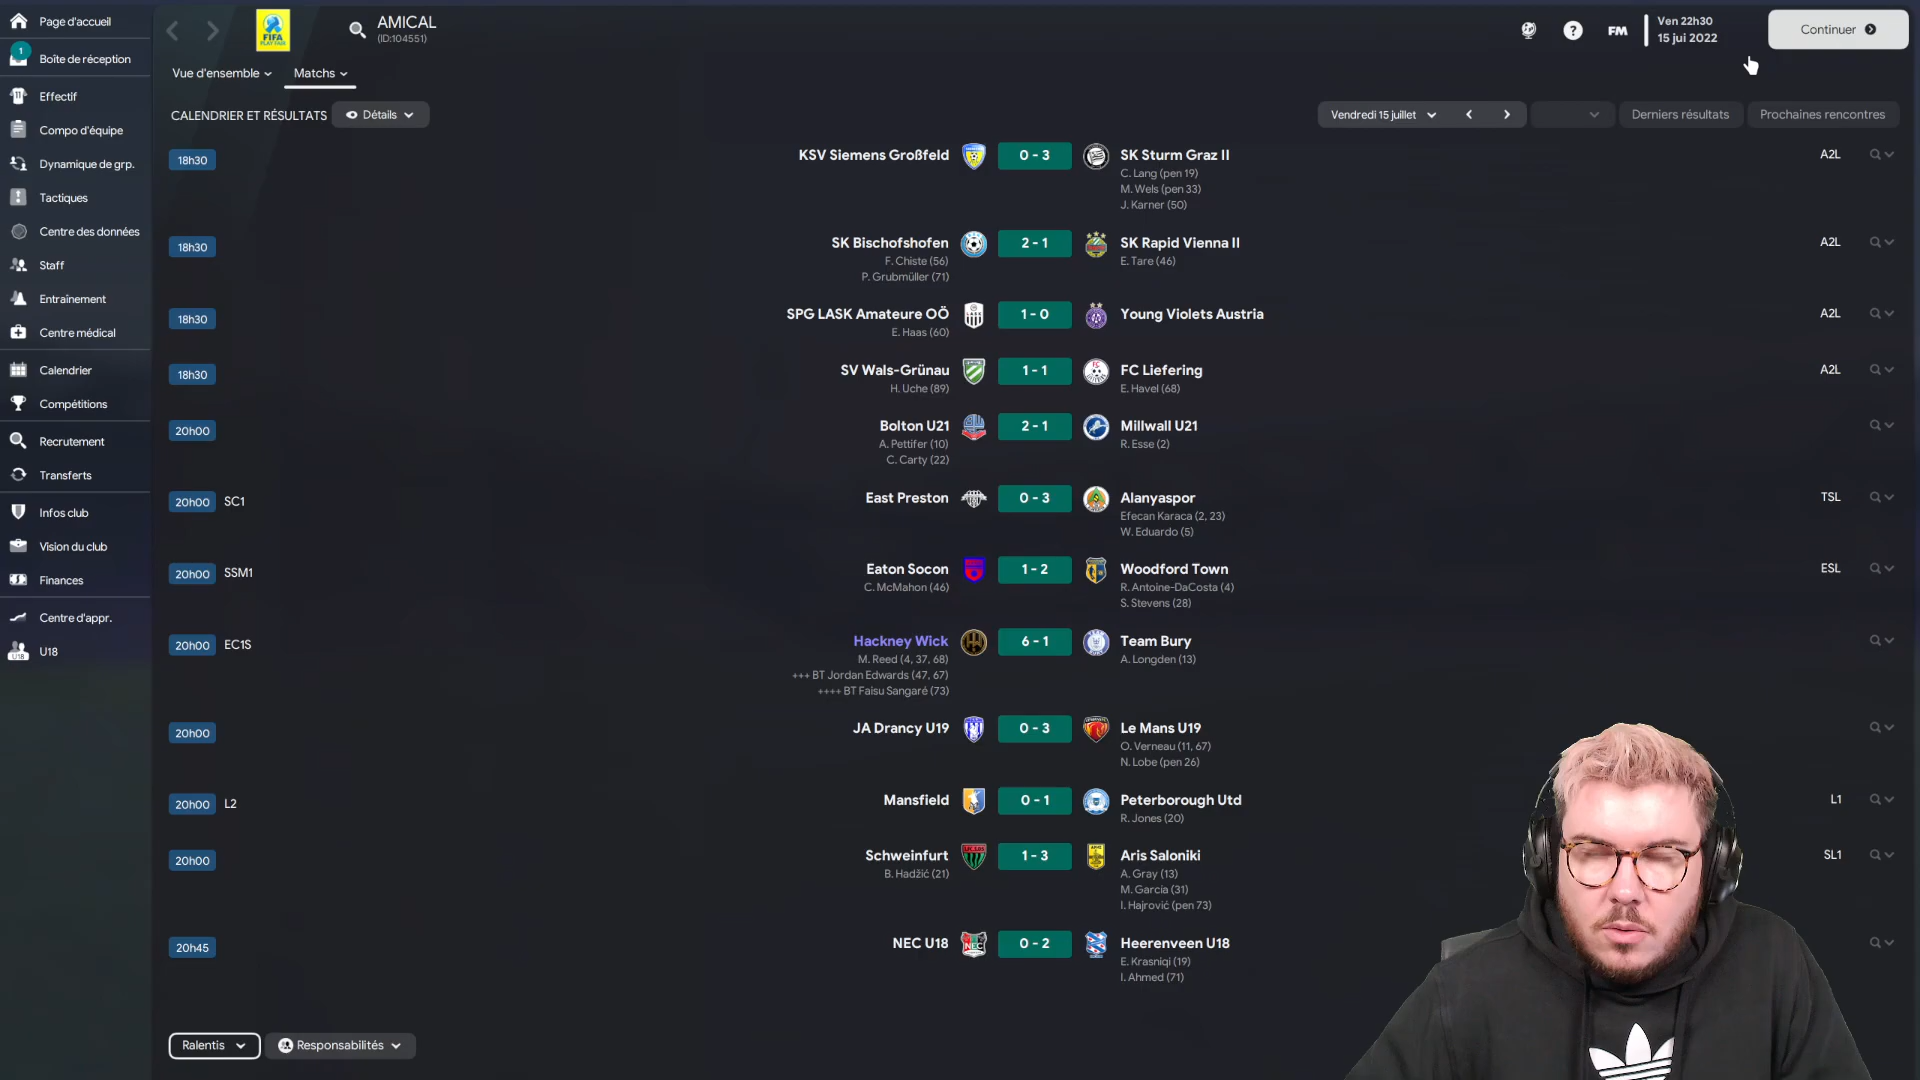 Page d'accueil
1
Boîte de réception
Effectif
Compo d'équipe
Dynamique de grp.
Tactiques
Centre des données
Staff
Entraînement
Centre médical
Calendrier
Compétitions
Recrutement
Transferts
Infos club
Vision du club
Finances
Centre d'appr.
U18
FIFA
AMICAL
(ID:104551)
? FM Ven 22h30
15 jui 2022
Continuer
Vue d'ensemble Matchs
CALENDRIER ET RÉSULTATS Détails
Vendredi 15 juillet Derniers résultats Prochaines rencontres
18h30 KSV Siemens Großfeld 0 - 3 SK Sturm Graz II A2L
C. Lang (pen 19)
M. Wels (pen 33)
J. Karner (50)
18h30 SK Bischofshofen 2 - 1 SK Rapid Vienna II A2L
F. Chiste (56) E. Tare (46)
P. Grubmüller (71)
18h30 SPG LASK Amateure OÖ 1 - 0 Young Violets Austria A2L
E. Haas (60)
18h30 SV Wals-Grünau 1 - 1 FC Liefering A2L
H. Uche (89) E. Havel (68)
20h00 Bolton U21 2 - 1 Millwall U21
A. Pettifer (10) R. Esse (2)
C. Carty (22)
20h00 SC1 East Preston 0 - 3 Alanyaspor TSL
Efecan Karaca (2, 23)
W. Eduardo (5)
20h00 SSM1 Eaton Socon 1 - 2 Woodford Town ESL
C. McMahon (46) R. Antoine-DaCosta (4)
S. Stevens (28)
20h00 EC1S Hackney Wick 6 - 1 Team Bury
M. Reed (4, 37, 68) A. Longden (13)
+++ BT Jordan Edwards (47, 67)
++++ BT Faisu Sangaré (73)
20h00 JA Drancy U19 0 - 3 Le Mans U19
O. Verneau (11, 67)
N. Lobe (pen 26)
20h00 L2 Mansfield 0 - 1 Peterborough Utd L1
R. Jones (20)
20h00 Schweinfurt 1 - 3 Aris Saloniki SL1
B. Hadžić (21) A. Gray (13)
M. García (31)
I. Hajrović (pen 73)
20h45 NEC U18 0 - 2 Heerenveen U18
E. Krasniqi (19)
I. Ahmed (71)
Ralentis Responsabilités